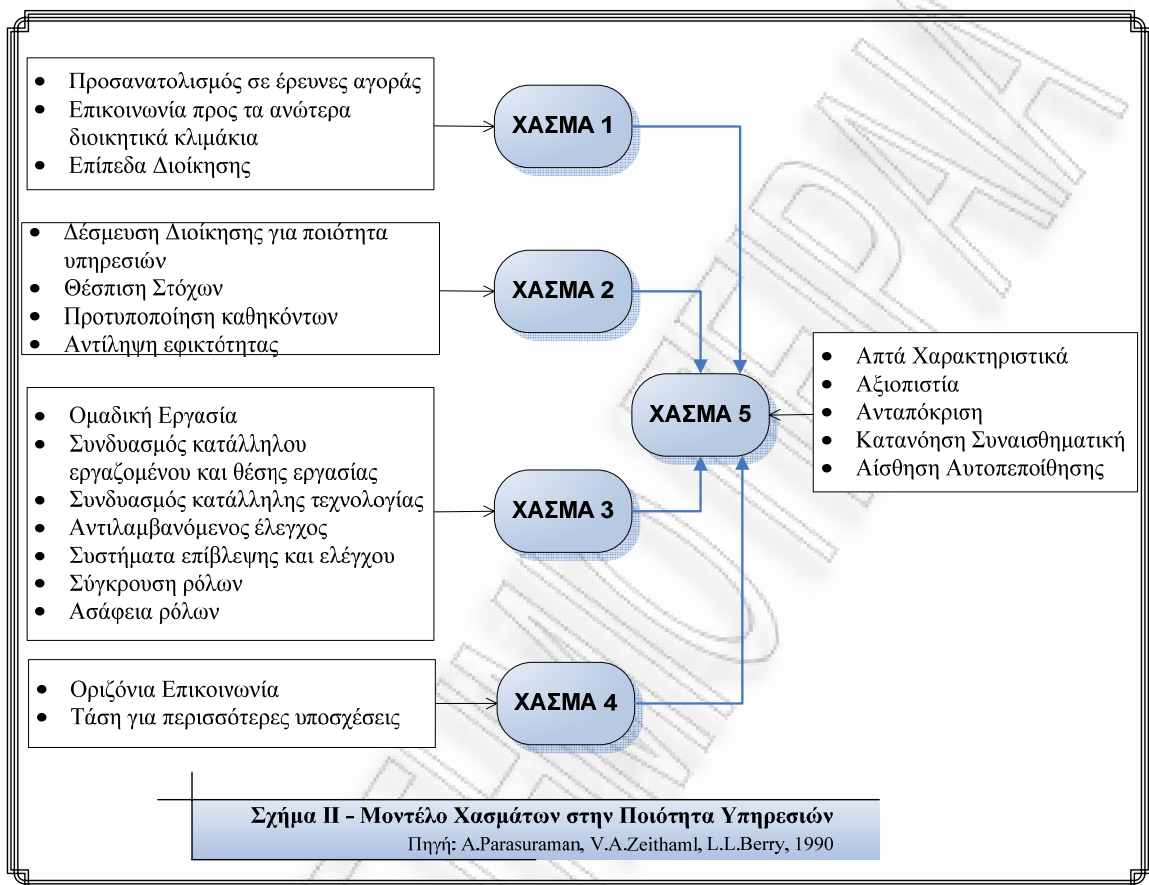 • Προσανατολισμός σε έρευνες αγοράς
• Επικοινωνία προς τα ανώτερα
διοικητικά κλιμάκια
• Επίπεδα Διοίκησης
ΧΑΣΜΑ 1
• Δέσμευση Διοίκησης για ποιότητα
υπηρεσιών
• Θέσπιση Στόχων
• Προτυποποίηση καθηκόντων
• Αντίληψη εφικτότητας
ΧΑΣΜΑ 2
• Ομαδική Εργασία
• Συνδυασμός κατάλληλου
εργαζομένου και θέσης εργασίας
• Συνδυασμός κατάλληλης τεχνολογίας
• Αντιλαμβανόμενος έλεγχος
• Συστήματα επίβλεψης και ελέγχου
• Σύγκρουση ρόλων
• Ασάφεια ρόλων
ΧΑΣΜΑ 3
• Οριζόνια Επικοινωνία
• Τάση για περισσότερες υποσχέσεις
ΧΑΣΜΑ 4
ΧΑΣΜΑ 5
• Απτά Χαρακτηριστικά
• Αξιοπιστία
• Ανταπόκριση
• Κατανόηση Συναισθηματική
• Αίσθηση Αυτοπεποίθησης
Σχήμα ΙΙ - Μοντέλο Χασμάτων στην Ποιότητα Υπηρεσιών
Πηγή: A.Parasuraman, V.A.Zeithaml, L.L.Berry, 1990